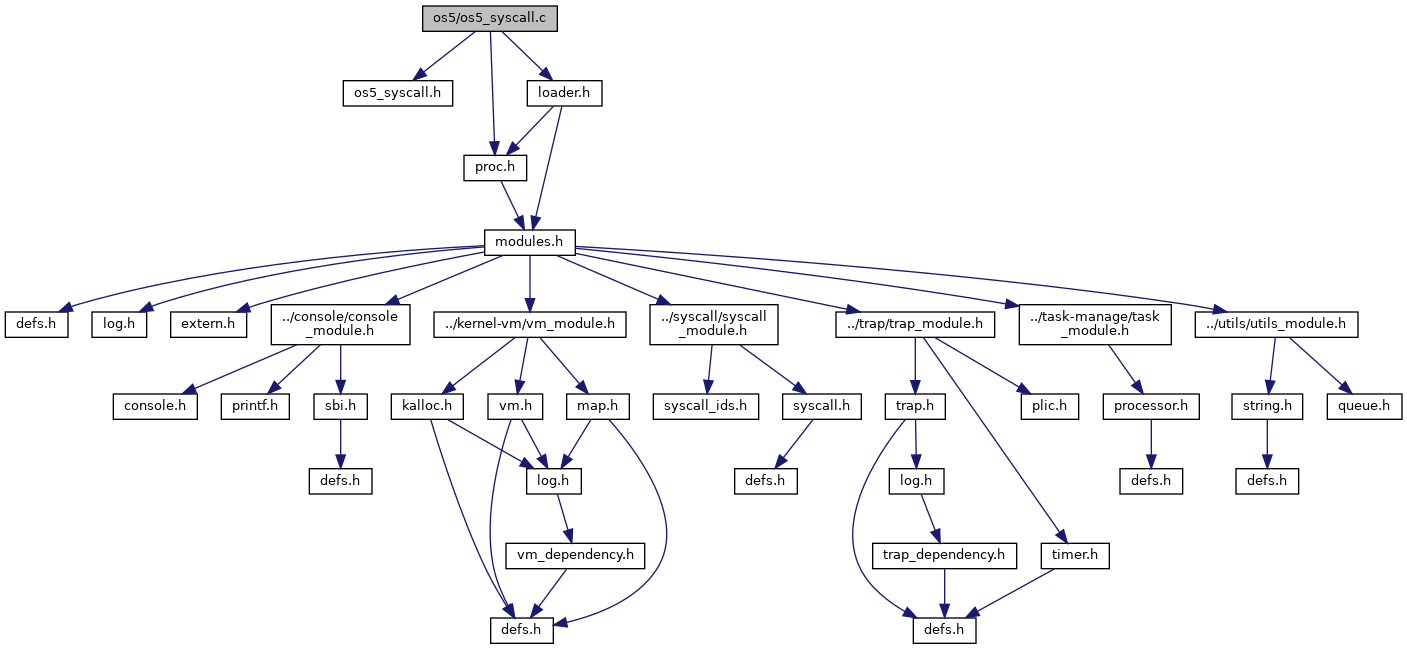 os5/os5_syscall.c
os5_syscall.h
loader.h
proc.h
modules.h
defs.h
log.h
extern.h
../console/console
_module.h
../kernel-vm/vm_module.h
../syscall/syscall
_module.h
../trap/trap_module.h
../task-manage/task
_module.h
../utils/utils_module.h
console.h
printf.h
sbi.h
kalloc.h
vm.h
map.h
syscall_ids.h
syscall.h
trap.h
plic.h
processor.h
string.h
queue.h
defs.h
log.h
defs.h
log.h
defs.h
defs.h
vm_dependency.h
trap_dependency.h
timer.h
defs.h
defs.h